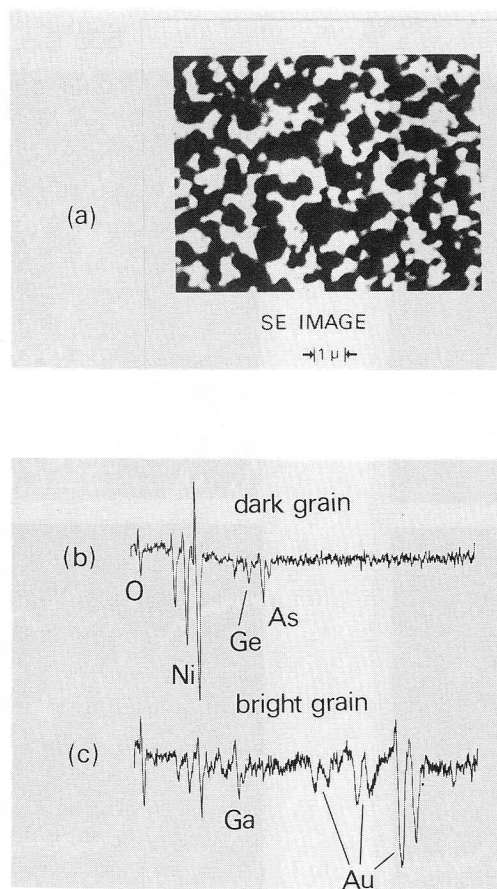 (a)
SE IMAGE
1 μ
dark grain
(b)
O
As
Ge
Ni
bright grain
(c)
Ga
Au